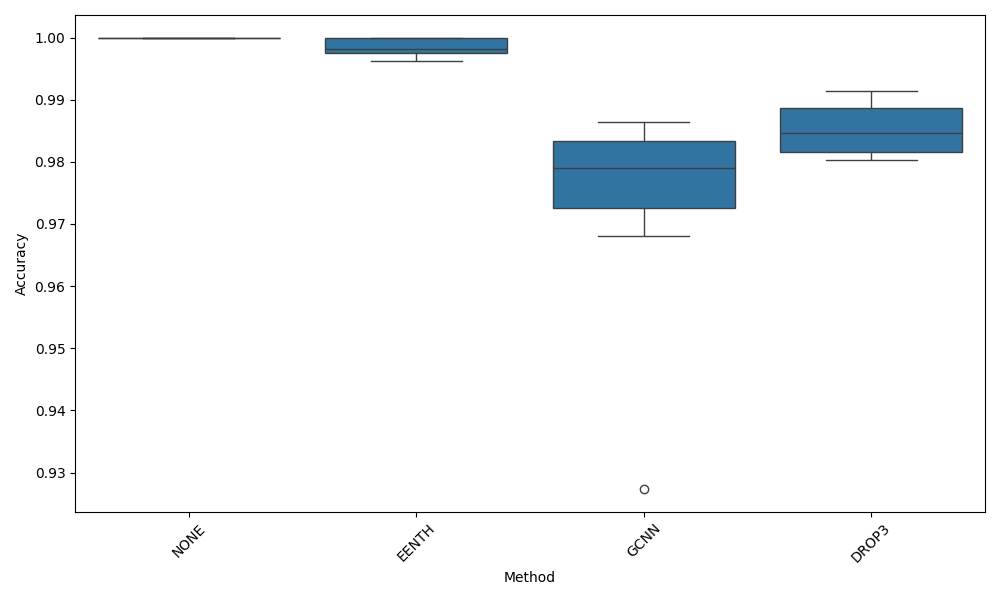 1.00
0.99
0.98
0.97
0.96
0.95
0.94
0.93
Accuracy
NONE
EENTH
GCNN
DROP3
Method